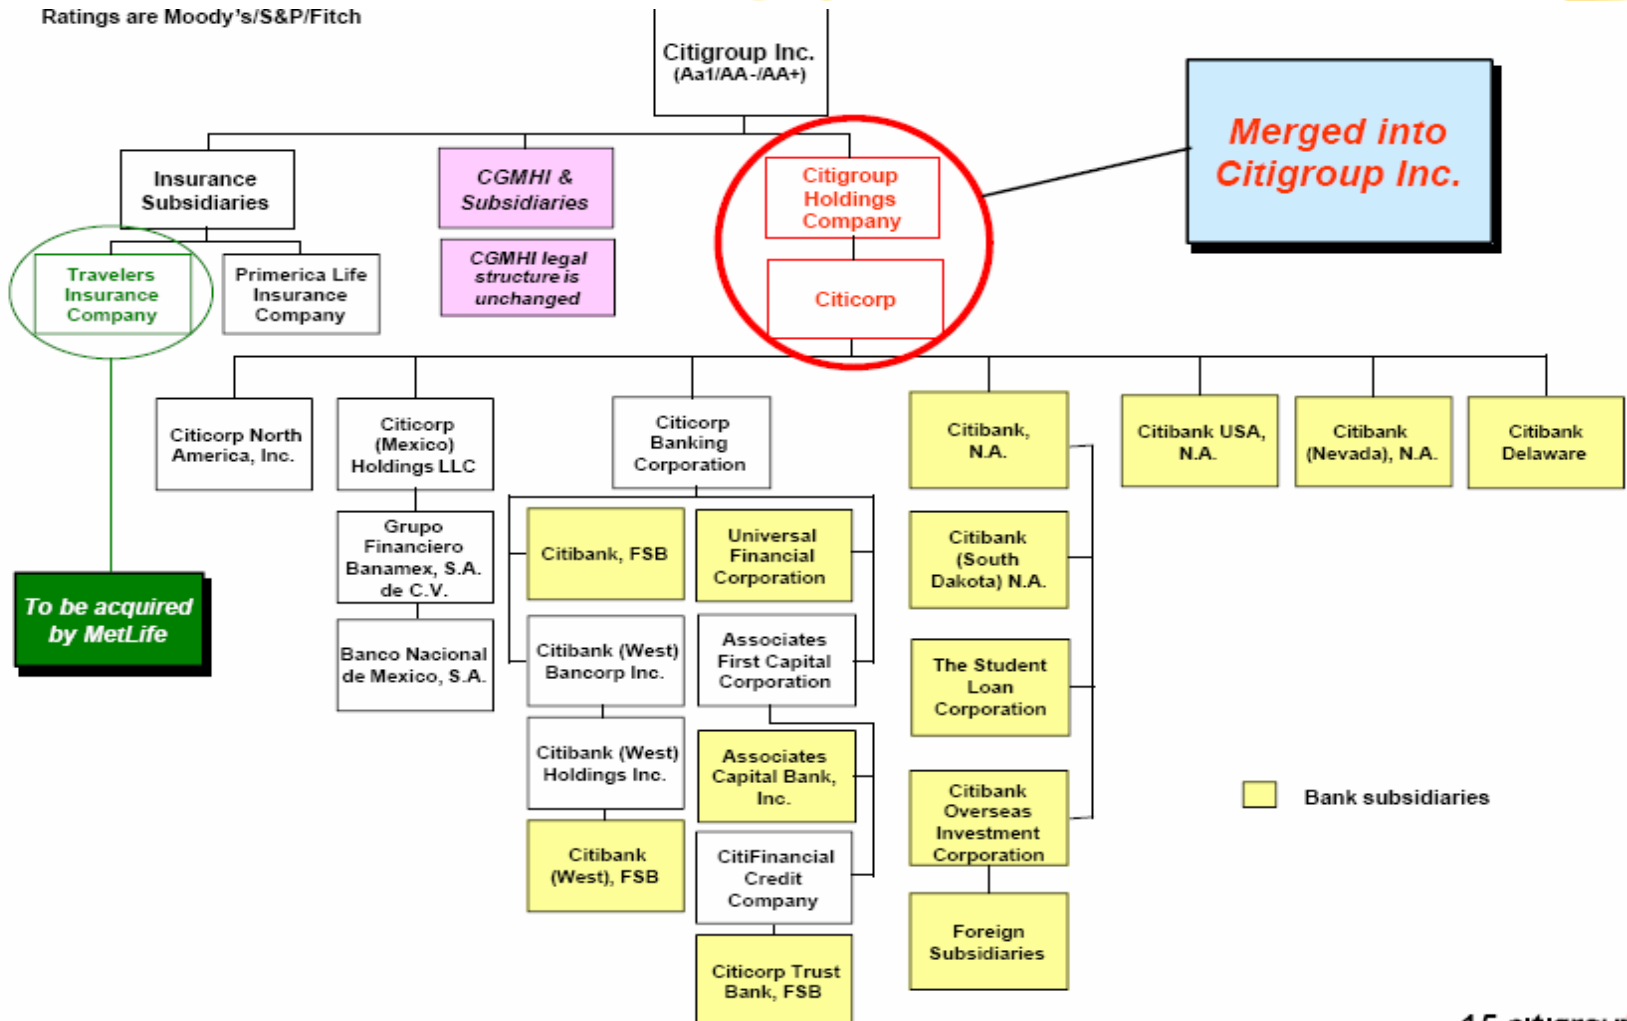 Ratings are Moody's/S&P/Fitch
Citigroup Inc.
(Aa1/AA-/AA+)
Merged into
Citigroup Inc.
Insurance
Subsidiaries
CGMHI &
Subsidiaries
Citigroup
Holdings
Company
Travelers
Insurance
Company
Primerica Life
Insurance
Company
CGMHI legal
structure is
unchanged
Citicorp
Citicorp North
America, Inc.
Citicorp
(Mexico)
Holdings LLC
Citicorp
Banking
Corporation
Citibank,
N.A.
Citibank USA,
N.A.
Citibank
(Nevada), N.A.
Citibank
Delaware
Grupo
Financiero
Banamex, S.A.
de C.V.
Citibank, FSB
Universal
Financial
Corporation
Citibank
(South
Dakota) N.A.
To be acquired
by MetLife
Banco Nacional
de Mexico, S.A.
Citibank (West)
Bancorp Inc.
Associates
First Capital
Corporation
The Student
Loan
Corporation
Citibank (West)
Holdings Inc.
Associates
Capital Bank,
Inc.
Citibank
Overseas
Investment
Corporation
Bank subsidiaries
Citibank
(West), FSB
CitiFinancial
Credit
Company
Foreign
Subsidiaries
Citicorp Trust
Bank, FSB